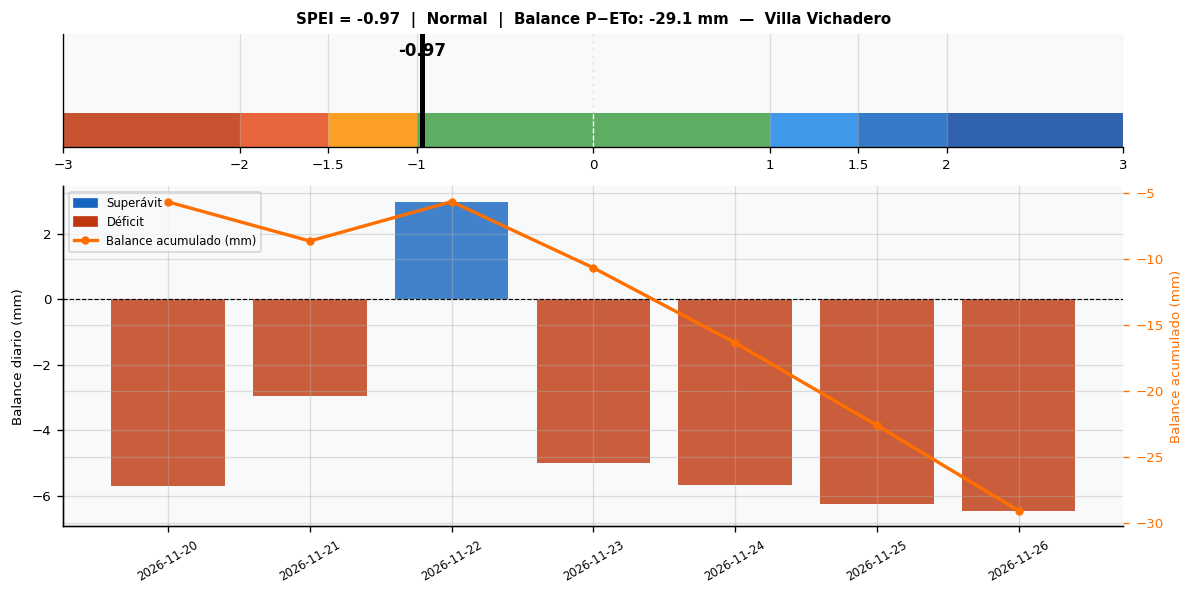 SPEI = -0.97 | Normal | Balance P−ETo: -29.1 mm — Villa Vichadero
-0.97
−3 −2 −1.5 −1 0 1 1.5 2 3
Superávit
Déficit
Balance acumulado (mm)
Balance diario (mm)
2
0
−2
−4
−6
−5
−10
−15
−20
−25
−30
Balance acumulado (mm)
2026-11-20 2026-11-21 2026-11-22 2026-11-23 2026-11-24 2026-11-25 2026-11-26